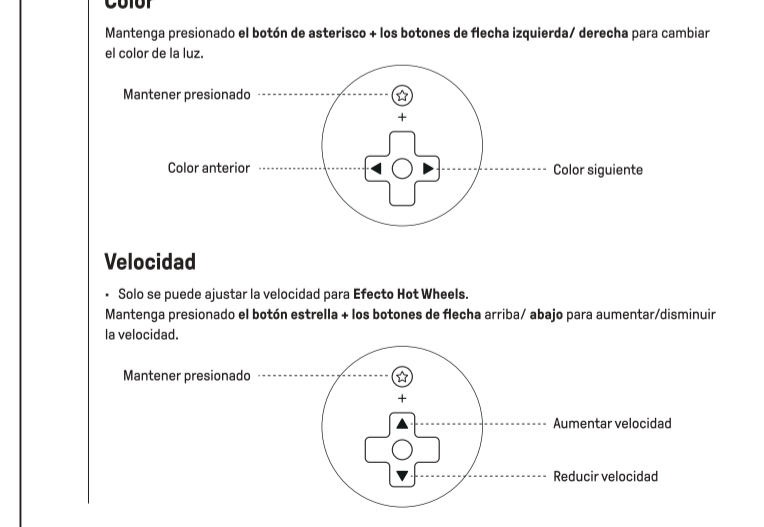 Color
Mantenga presionado el botón de asterisco + los botones de flecha izquierda/ derecha para cambiar
el color de la luz.
Mantener presionado
+
Color anterior
Color siguiente
Velocidad
• Solo se puede ajustar la velocidad para Efecto Hot Wheels.
Mantenga presionado el botón estrella + los botones de flecha arriba/ abajo para aumentar/disminuir
la velocidad.
Mantener presionado
+
Aumentar velocidad
Reducir velocidad